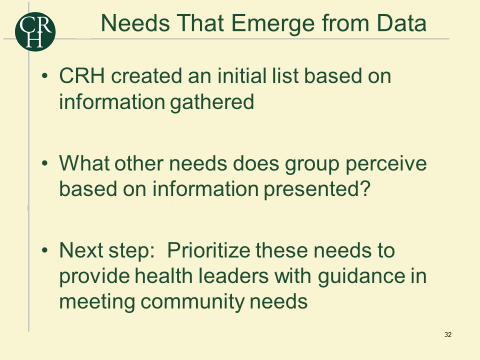 CR
H
Needs That Emerge from Data
• CRH created an initial list based on
information gathered
• What other needs does group perceive
based on information presented?
• Next step:  Prioritize these needs to
provide health leaders with guidance in
meeting community needs
32